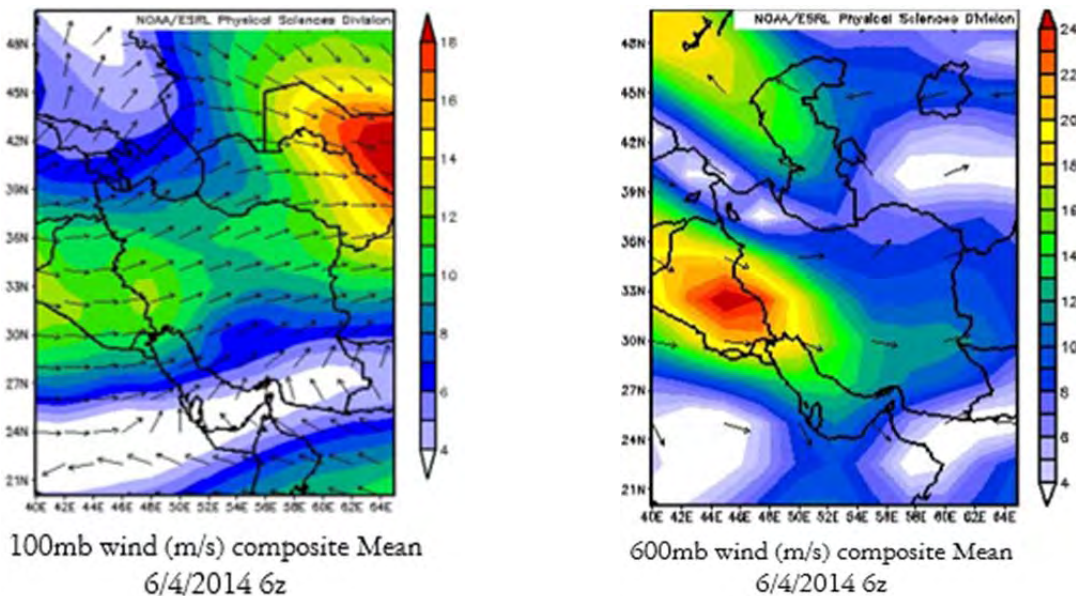 NOAA/ESRL Physical Sciences Division
48N
45N
42N
39N
36N
33N
30N
27N
24N
21N
40E 42E 44E 46E 48E 50E 52E 54E 56E 58E 60E 62E 64E
18
16
14
12
10
8
6
4
100mb wind (m/s) composite Mean
6/4/2014 6z
NOAA/ESRL Physical Sciences Division
48N
45N
42N
39N
36N
33N
30N
27N
24N
21N
40E 42E 44E 46E 48E 50E 52E 54E 56E 58E 60E 62E 64E
24
22
20
18
16
14
12
10
8
6
4
600mb wind (m/s) composite Mean
6/4/2014 6z